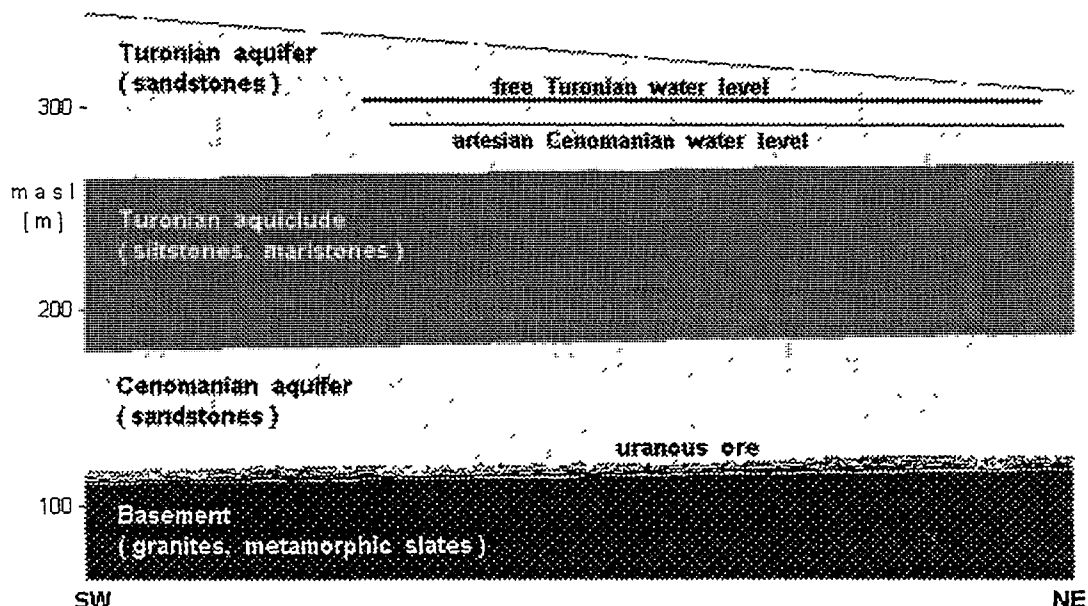 Turonian aquifer
(sandstones)
free Turonian water level
300
artesian Cenomanian water level
masl
[m]
Turonian aquiclude
(siltstones, marlstones)
200
Cenomanian aquifer
(sandstones)
uranous ore
100
Basement
(granites, metamorphic slates)
SW
NE